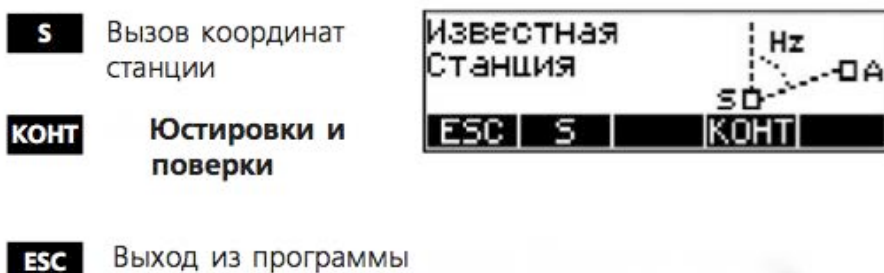 S Вызов координат
станции
КОНТ Юстировки и
поверки
ESC Выход из программы
Известная
Станция
Hz
A
S
ESC S КОНТ